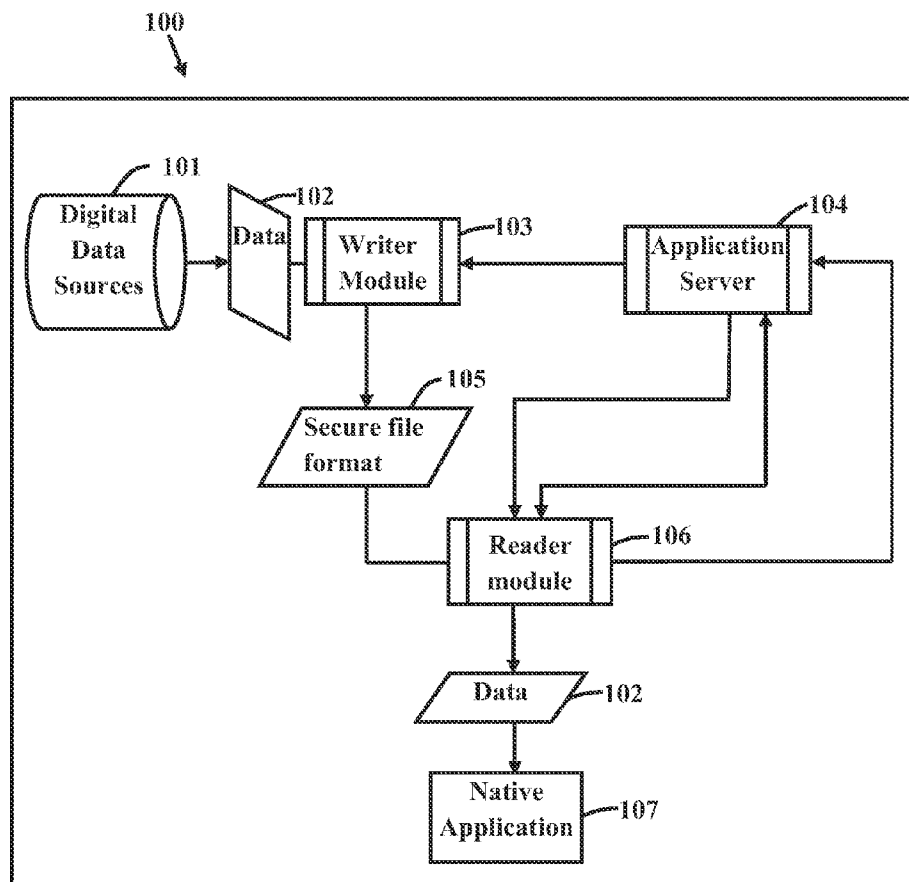 100
101
Digital
Data
Sources
102
Data
Writer
Module
103
104
Application
Server
105
Secure file
format
Reader
module
106
Data
102
Native
Application
107